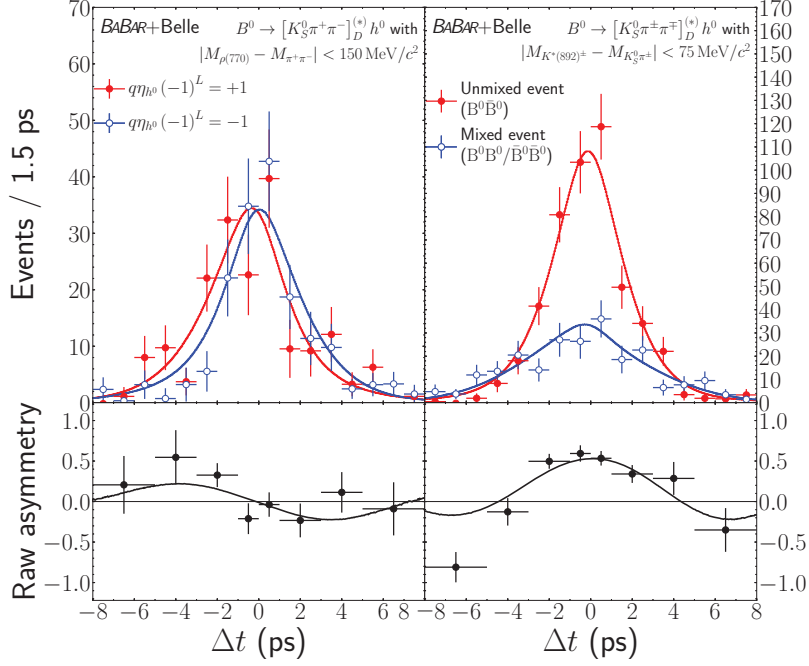 BABAR+Belle
B⁰ → [K⁰_S π⁺π⁻]_D^(*) h⁰ with
|M_ρ(770) − M_π⁺π⁻| < 150 MeV/c²
qη_h⁰(−1)^L = +1
qη_h⁰(−1)^L = −1
Events / 1.5 ps
70
60
50
40
30
20
10
0
BABAR+Belle
B⁰ → [K⁰_S π^± π^∓]_D^(*) h⁰ with
|M_K*(892)^± − M_K⁰_S π^±| < 75 MeV/c²
Unmixed event
(B⁰B̄⁰)
Mixed event
(B⁰B⁰/B̄⁰B̄⁰)
170
160
150
140
130
120
110
100
90
80
70
60
50
40
30
20
10
0
Raw asymmetry
1.0
0.5
0.0
−0.5
−1.0
1.0
0.5
0.0
−0.5
−1.0
−8 −6 −4 −2 0 2 4 6 8
−8 −6 −4 −2 0 2 4 6 8
Δt (ps)
Δt (ps)